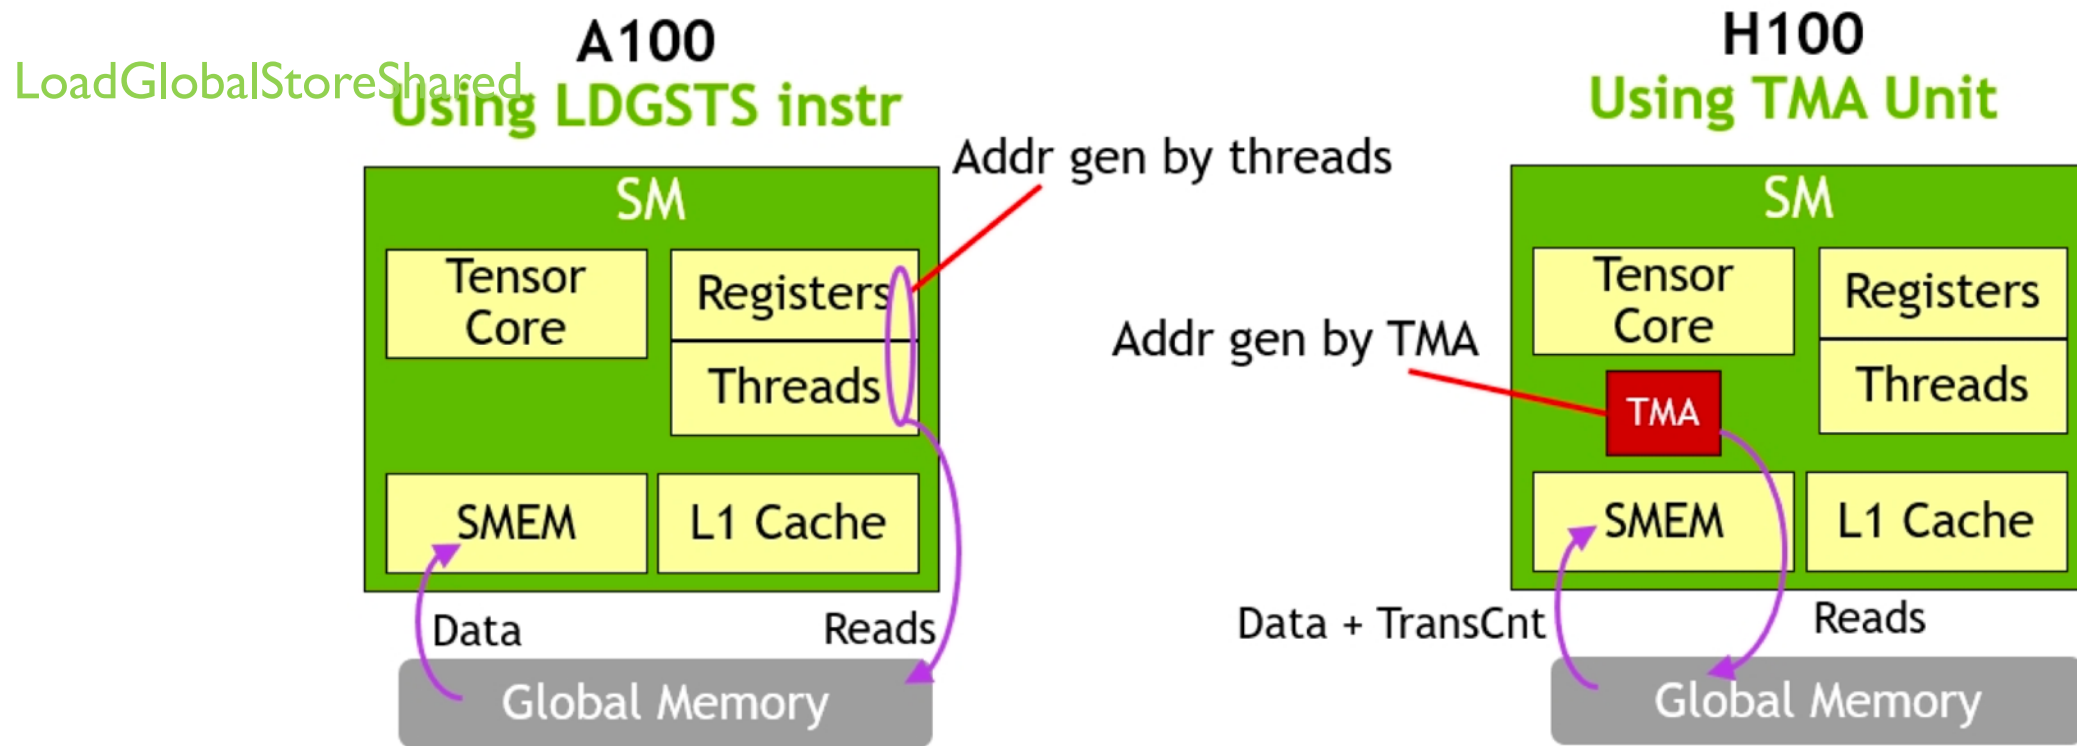 A100
LoadGlobalStoreShared
Using LDGSTS instr
Addr gen by threads
SM
Tensor
Core
Registers
Threads
SMEM
L1 Cache
Data
Reads
Global Memory
H100
Using TMA Unit
Addr gen by TMA
SM
Tensor
Core
Registers
TMA
Threads
SMEM
L1 Cache
Data + TransCnt
Reads
Global Memory